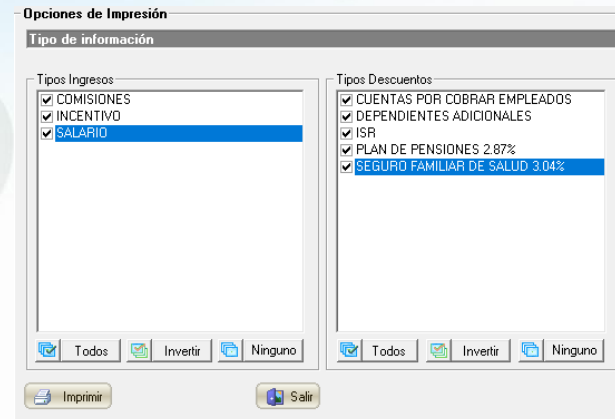 Opciones de Impresión
Tipo de información
Tipos Ingresos
COMISIONES
INCENTIVO
SALARIO
Todos Invertir Ninguno
Tipos Descuentos
CUENTAS POR COBRAR EMPLEADOS
DEPENDIENTES ADICIONALES
ISR
PLAN DE PENSIONES 2.87%
SEGURO FAMILIAR DE SALUD 3.04%
Todos Invertir Ninguno
Imprimir Salir